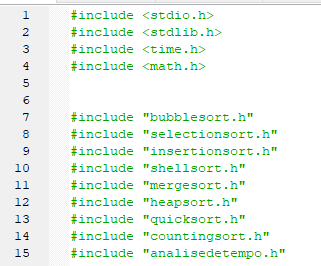 1 #include <stdio.h>
2 #include <stdlib.h>
3 #include <time.h>
4 #include <math.h>
5
6
7 #include "bubblesort.h"
8 #include "selectionsort.h"
9 #include "insertionsort.h"
10 #include "shellsort.h"
11 #include "mergesort.h"
12 #include "heapsort.h"
13 #include "quicksort.h"
14 #include "countingsort.h"
15 #include "analisedetempo.h"